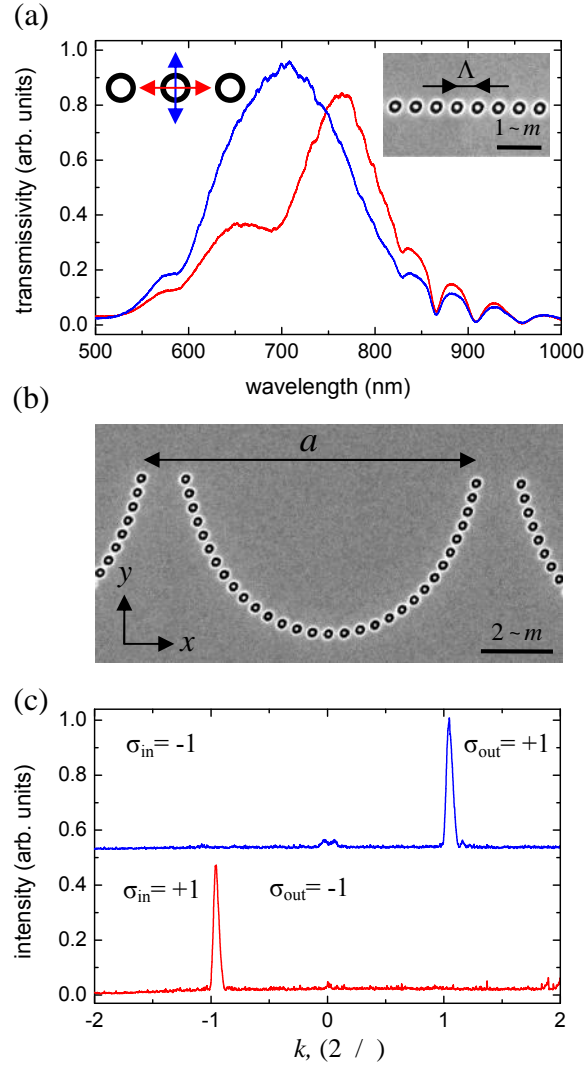 (a)
1.0
0.8
0.6
0.4
0.2
0.0
transmissivity (arb. units)
Λ
1 ~ m
500 600 700 800 900 1000
wavelength (nm)
(b)
a
y
x
2 ~ m
(c)
1.0
0.8
0.6
0.4
0.2
0.0
intensity (arb. units)
σin= -1 σout= +1
σin= +1 σout= -1
-2 -1 0 1 2
k, (2 / )